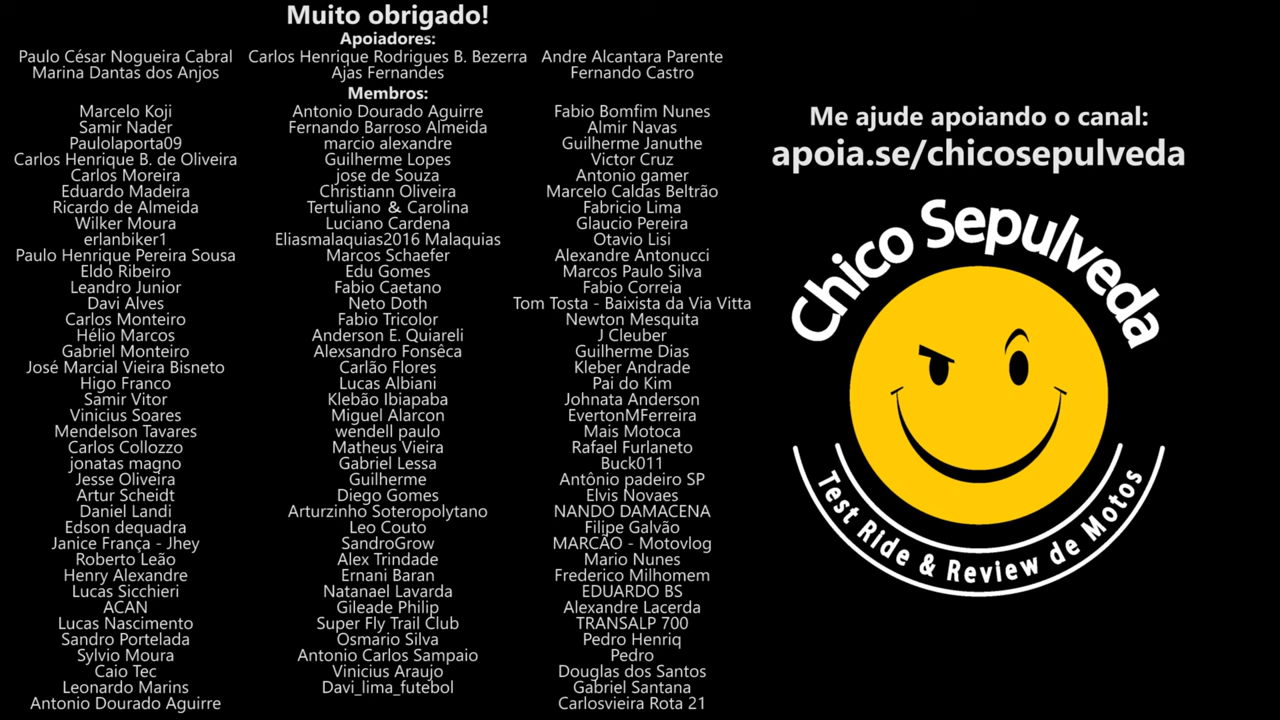 Muito obrigado!
Apoiadores:
Paulo César Nogueira Cabral
Carlos Henrique Rodrigues B. Bezerra
Andre Alcantara Parente
Marina Dantas dos Anjos
Ajas Fernandes
Fernando Castro
Membros:
Marcelo Koji
Samir Nader
Paulolaporta09
Carlos Henrique B. de Oliveira
Carlos Moreira
Eduardo Madeira
Ricardo de Almeida
Wilker Moura
erlanbiker1
Paulo Henrique Pereira Sousa
Eldo Ribeiro
Leandro Junior
Davi Alves
Carlos Monteiro
Hélio Marcos
Gabriel Monteiro
José Marcial Vieira Bisneto
Higo Franco
Samir Vitor
Vinicius Soares
Mendelson Tavares
Carlos Collozzo
jonatas magno
Jesse Oliveira
Artur Scheidt
Daniel Landi
Edson dequadra
Janice França - Jhey
Roberto Leão
Henry Alexandre
Lucas Sicchieri
ACAN
Lucas Nascimento
Sandro Portelada
Sylvio Moura
Caio Tec
Leonardo Marins
Antonio Dourado Aguirre
Antonio Dourado Aguirre
Fernando Barroso Almeida
marcio alexandre
Guilherme Lopes
jose de Souza
Christiann Oliveira
Tertuliano & Carolina
Luciano Cardena
Eliasmalaquias2016 Malaquias
Marcos Schaefer
Edu Gomes
Fabio Caetano
Neto Doth
Fabio Tricolor
Anderson E. Quiareli
Alexsandro Fonsêca
Carlão Flores
Lucas Albiani
Klebão Ibiapaba
Miguel Alarcon
wendell paulo
Matheus Vieira
Gabriel Lessa
Guilherme
Diego Gomes
Arturzinho Soteropolytano
Leo Couto
SandroGrow
Alex Trindade
Ernani Baran
Natanael Lavarda
Gileade Philip
Super Fly Trail Club
Osmario Silva
Antonio Carlos Sampaio
Vinicius Araujo
Davi_lima_futebol
Fabio Bomfim Nunes
Almir Navas
Guilherme Januthe
Victor Cruz
Antonio gamer
Marcelo Caldas Beltrão
Fabricio Lima
Glaucio Pereira
Otavio Lisi
Alexandre Antonucci
Marcos Paulo Silva
Fabio Correia
Tom Tosta - Baixista da Via Vitta
Newton Mesquita
J Cleuber
Guilherme Dias
Kleber Andrade
Pai do Kim
Johnata Anderson
EvertonMFerreira
Mais Motoca
Rafael Furlaneto
Buck011
Antônio padeiro SP
Elvis Novaes
NANDO DAMACENA
Filipe Galvão
MARCÃO - Motovlog
Mario Nunes
Frederico Milhomem
EDUARDO BS
Alexandre Lacerda
TRANSALP 700
Pedro Henriq
Pedro
Douglas dos Santos
Gabriel Santana
Carlosvieira Rota 21
Me ajude apoiando o canal:
apoia.se/chicosepulveda
Chico Sepulveda
Test Ride & Review de Motos